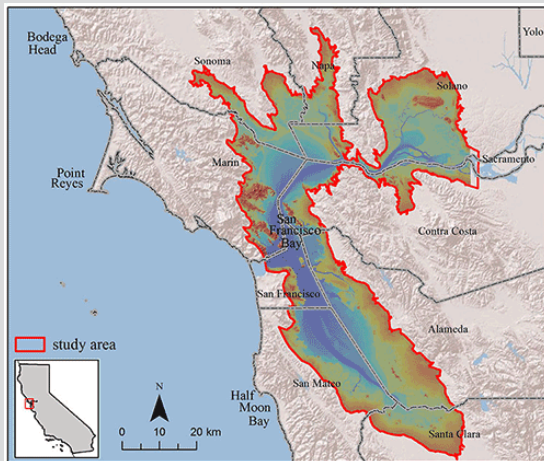 Bodega
Head
Yolo
Sonoma
Napa
Solano
Point
Reyes
Marin
Sacramento
San
Francisco
Bay
Contra Costa
San Francisco
Alameda
study area
San Mateo
Half
Moon
Bay
Santa Clara
N
0 10 20 km